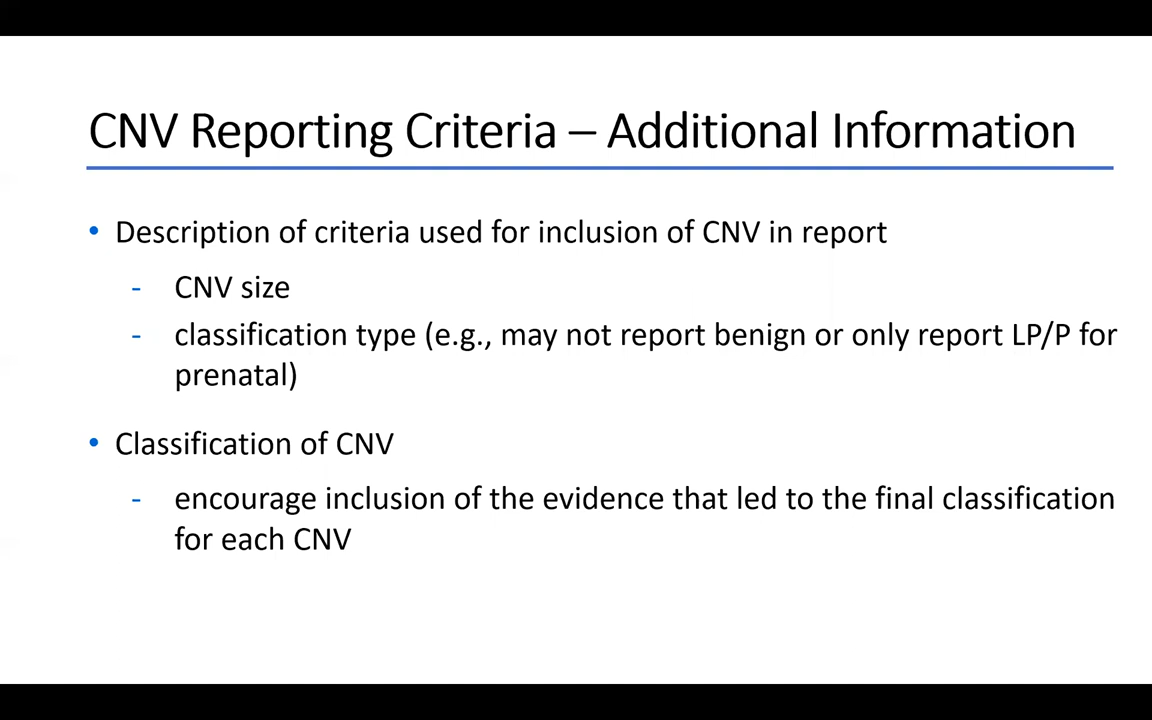 CNV Reporting Criteria – Additional Information
• Description of criteria used for inclusion of CNV in report
- CNV size
- classification type (e.g., may not report benign or only report LP/P for
prenatal)
• Classification of CNV
- encourage inclusion of the evidence that led to the final classification
for each CNV